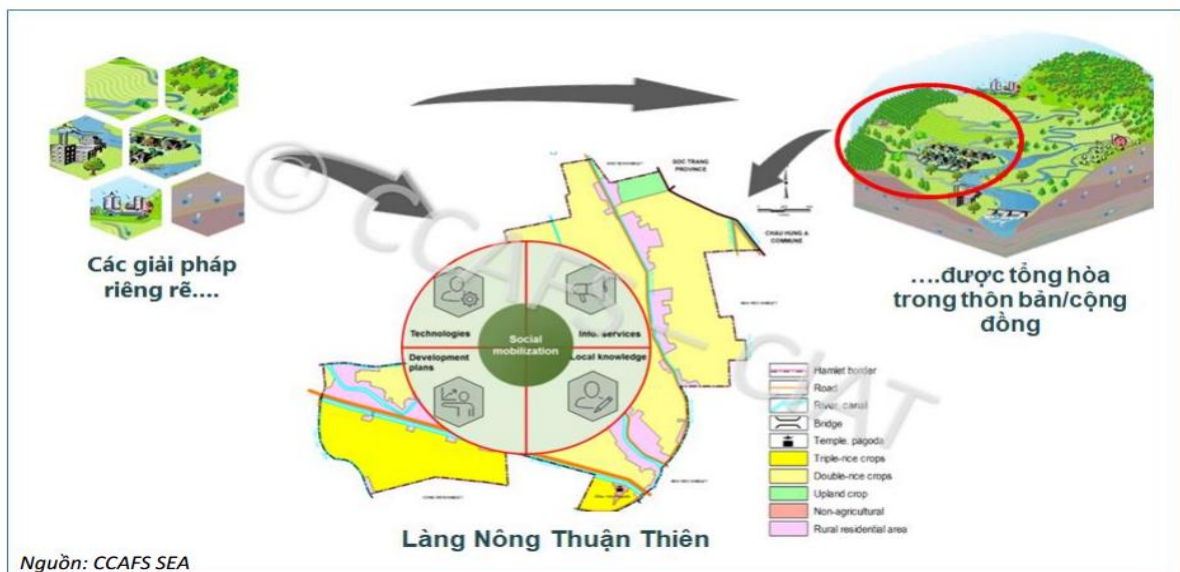 SOC TRANG
PROVINCE
CHAU HUNG A
COMMUNE
© CCAFS – CIAT
Các giải pháp
riêng rẽ....
....được tổng hòa
trong thôn bản/cộng
đồng
Technologies
Info. services
Social
mobilization
Development
plans
Local knowledge
Hamlet border
Road
River, canal
Bridge
Temple, pagoda
Triple-rice crops
Double-rice crops
Upland crop
Non-agricultural
Rural residential area
Làng Nông Thuận Thiên
Nguồn: CCAFS SEA